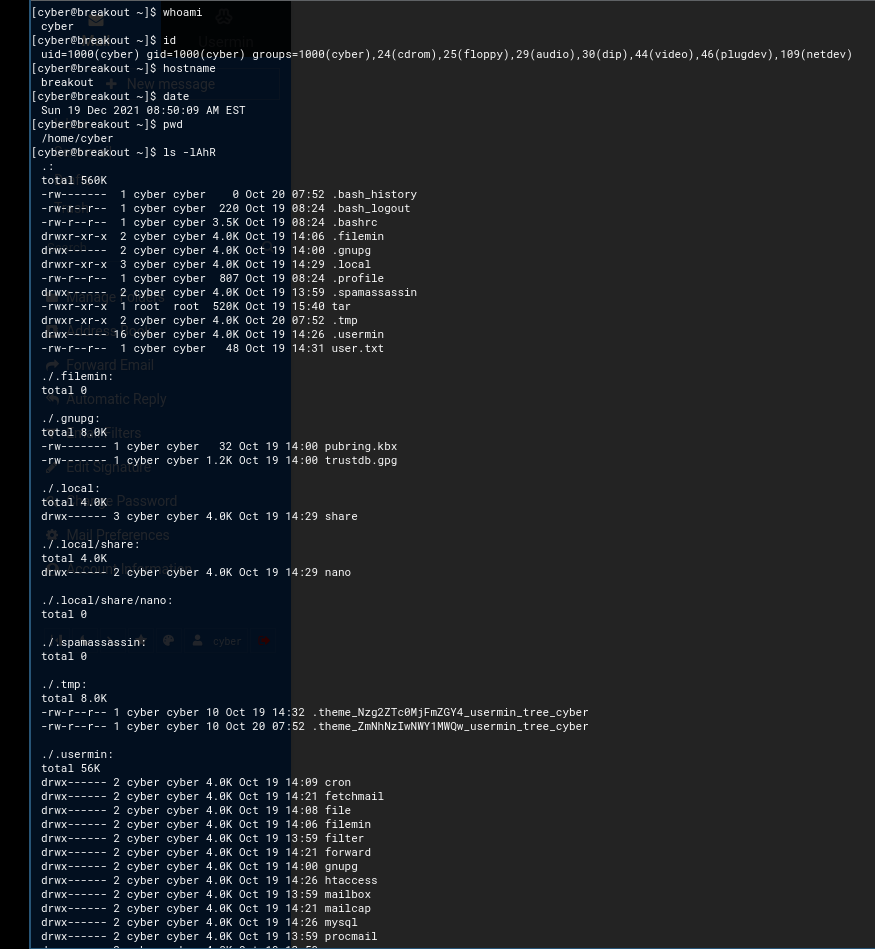 [cyber@breakout ~]$ whoami
cyber
[cyber@breakout ~]$ id
uid=1000(cyber) gid=1000(cyber) groups=1000(cyber),24(cdrom),25(floppy),29(audio),30(dip),44(video),46(plugdev),109(netdev)
[cyber@breakout ~]$ hostname
breakout
New message
[cyber@breakout ~]$ date
Sun 19 Dec 2021 08:50:09 AM EST
[cyber@breakout ~]$ pwd
/home/cyber
[cyber@breakout ~]$ ls -lAhR
.:
total 560K
-rw------- 1 cyber cyber 0 Oct 20 07:52 .bash_history
-rw-r--r-- 1 cyber cyber 220 Oct 19 08:24 .bash_logout
-rw-r--r-- 1 cyber cyber 3.5K Oct 19 08:24 .bashrc
drwxr-xr-x 2 cyber cyber 4.0K Oct 19 14:06 .filemin
drwx------ 2 cyber cyber 4.0K Oct 19 14:00 .gnupg
drwxr-xr-x 3 cyber cyber 4.0K Oct 19 14:29 .local
-rw-r--r-- 1 cyber cyber 807 Oct 19 08:24 .profile
drwx------ 2 cyber cyber 4.0K Oct 19 13:59 .spamassassin
-rwxr-xr-x 1 root root 520K Oct 19 15:40 tar
drwxr-xr-x 2 cyber cyber 4.0K Oct 20 07:52 .tmp
drwx------ 16 cyber cyber 4.0K Oct 19 14:26 .usermin
-rw-r--r-- 1 cyber cyber 48 Oct 19 14:31 user.txt
Forward Email
./.filemin:
total 0
Automatic Reply
./.gnupg:
total 8.0K
Filters
-rw------- 1 cyber cyber 32 Oct 19 14:00 pubring.kbx
-rw------- 1 cyber cyber 1.2K Oct 19 14:00 trustdb.gpg
Edit Signature
./.local:
total 4.0K
Password
drwx------ 3 cyber cyber 4.0K Oct 19 14:29 share
Mail Preferences
./.local/share:
total 4.0K
drwx------ 2 cyber cyber 4.0K Oct 19 14:29 nano
Account Information
./.local/share/nano:
total 0
./.spamassassin:
cyber
total 0
./.tmp:
total 8.0K
-rw-r--r-- 1 cyber cyber 10 Oct 19 14:32 .theme_Nzg2ZTc0MjFmZGY4_usermin_tree_cyber
-rw-r--r-- 1 cyber cyber 10 Oct 20 07:52 .theme_ZmNhNzIwNWY1MWQw_usermin_tree_cyber
./.usermin:
total 56K
drwx------ 2 cyber cyber 4.0K Oct 19 14:09 cron
drwx------ 2 cyber cyber 4.0K Oct 19 14:21 fetchmail
drwx------ 2 cyber cyber 4.0K Oct 19 14:08 file
drwx------ 2 cyber cyber 4.0K Oct 19 14:06 filemin
drwx------ 2 cyber cyber 4.0K Oct 19 13:59 filter
drwx------ 2 cyber cyber 4.0K Oct 19 14:21 forward
drwx------ 2 cyber cyber 4.0K Oct 19 14:00 gnupg
drwx------ 2 cyber cyber 4.0K Oct 19 14:26 htaccess
drwx------ 2 cyber cyber 4.0K Oct 19 13:59 mailbox
drwx------ 2 cyber cyber 4.0K Oct 19 14:21 mailcap
drwx------ 2 cyber cyber 4.0K Oct 19 14:26 mysql
drwx------ 2 cyber cyber 4.0K Oct 19 13:59 procmail